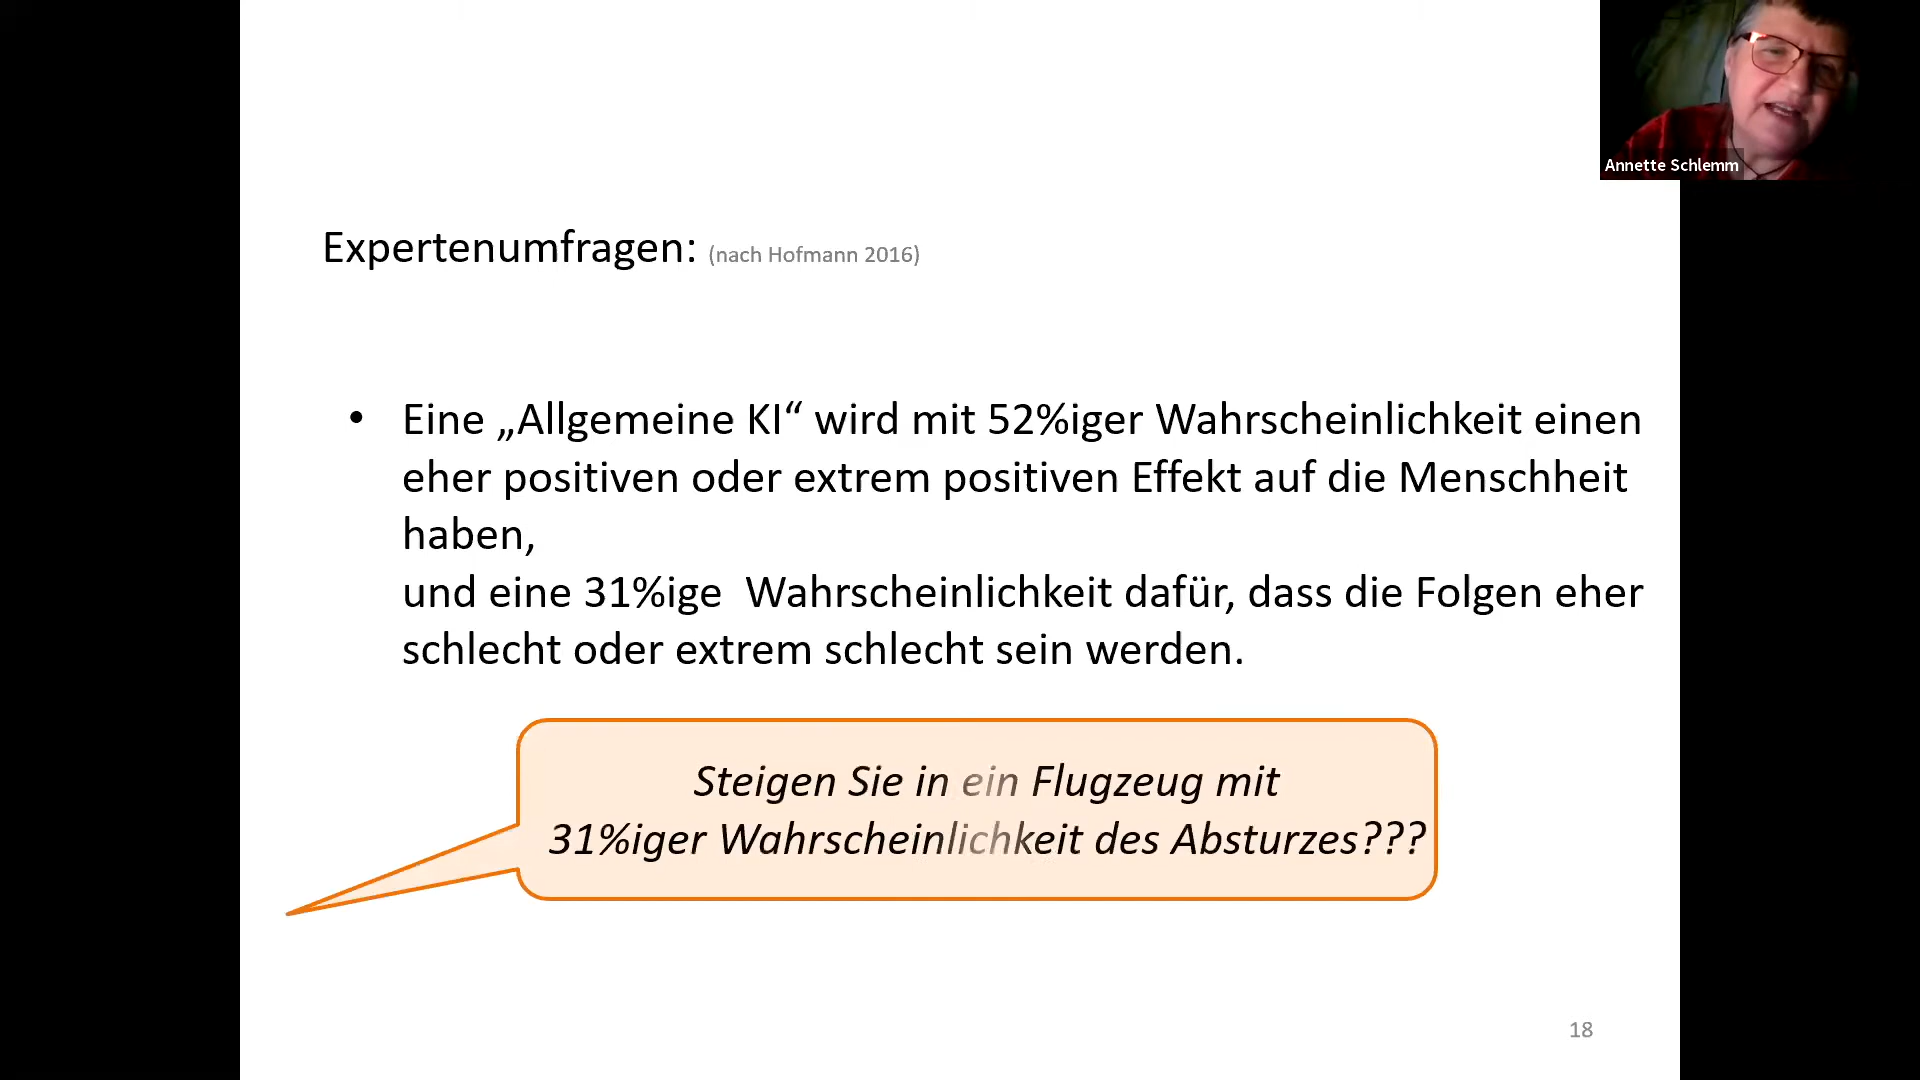 Annette Schlemm
Expertenumfragen: (nach Hofmann 2016)
• Eine „Allgemeine KI“ wird mit 52%iger Wahrscheinlichkeit einen
eher positiven oder extrem positiven Effekt auf die Menschheit
haben,
und eine 31%ige  Wahrscheinlichkeit dafür, dass die Folgen eher
schlecht oder extrem schlecht sein werden.
Steigen Sie in ein Flugzeug mit
31%iger Wahrscheinlichkeit des Absturzes???
18